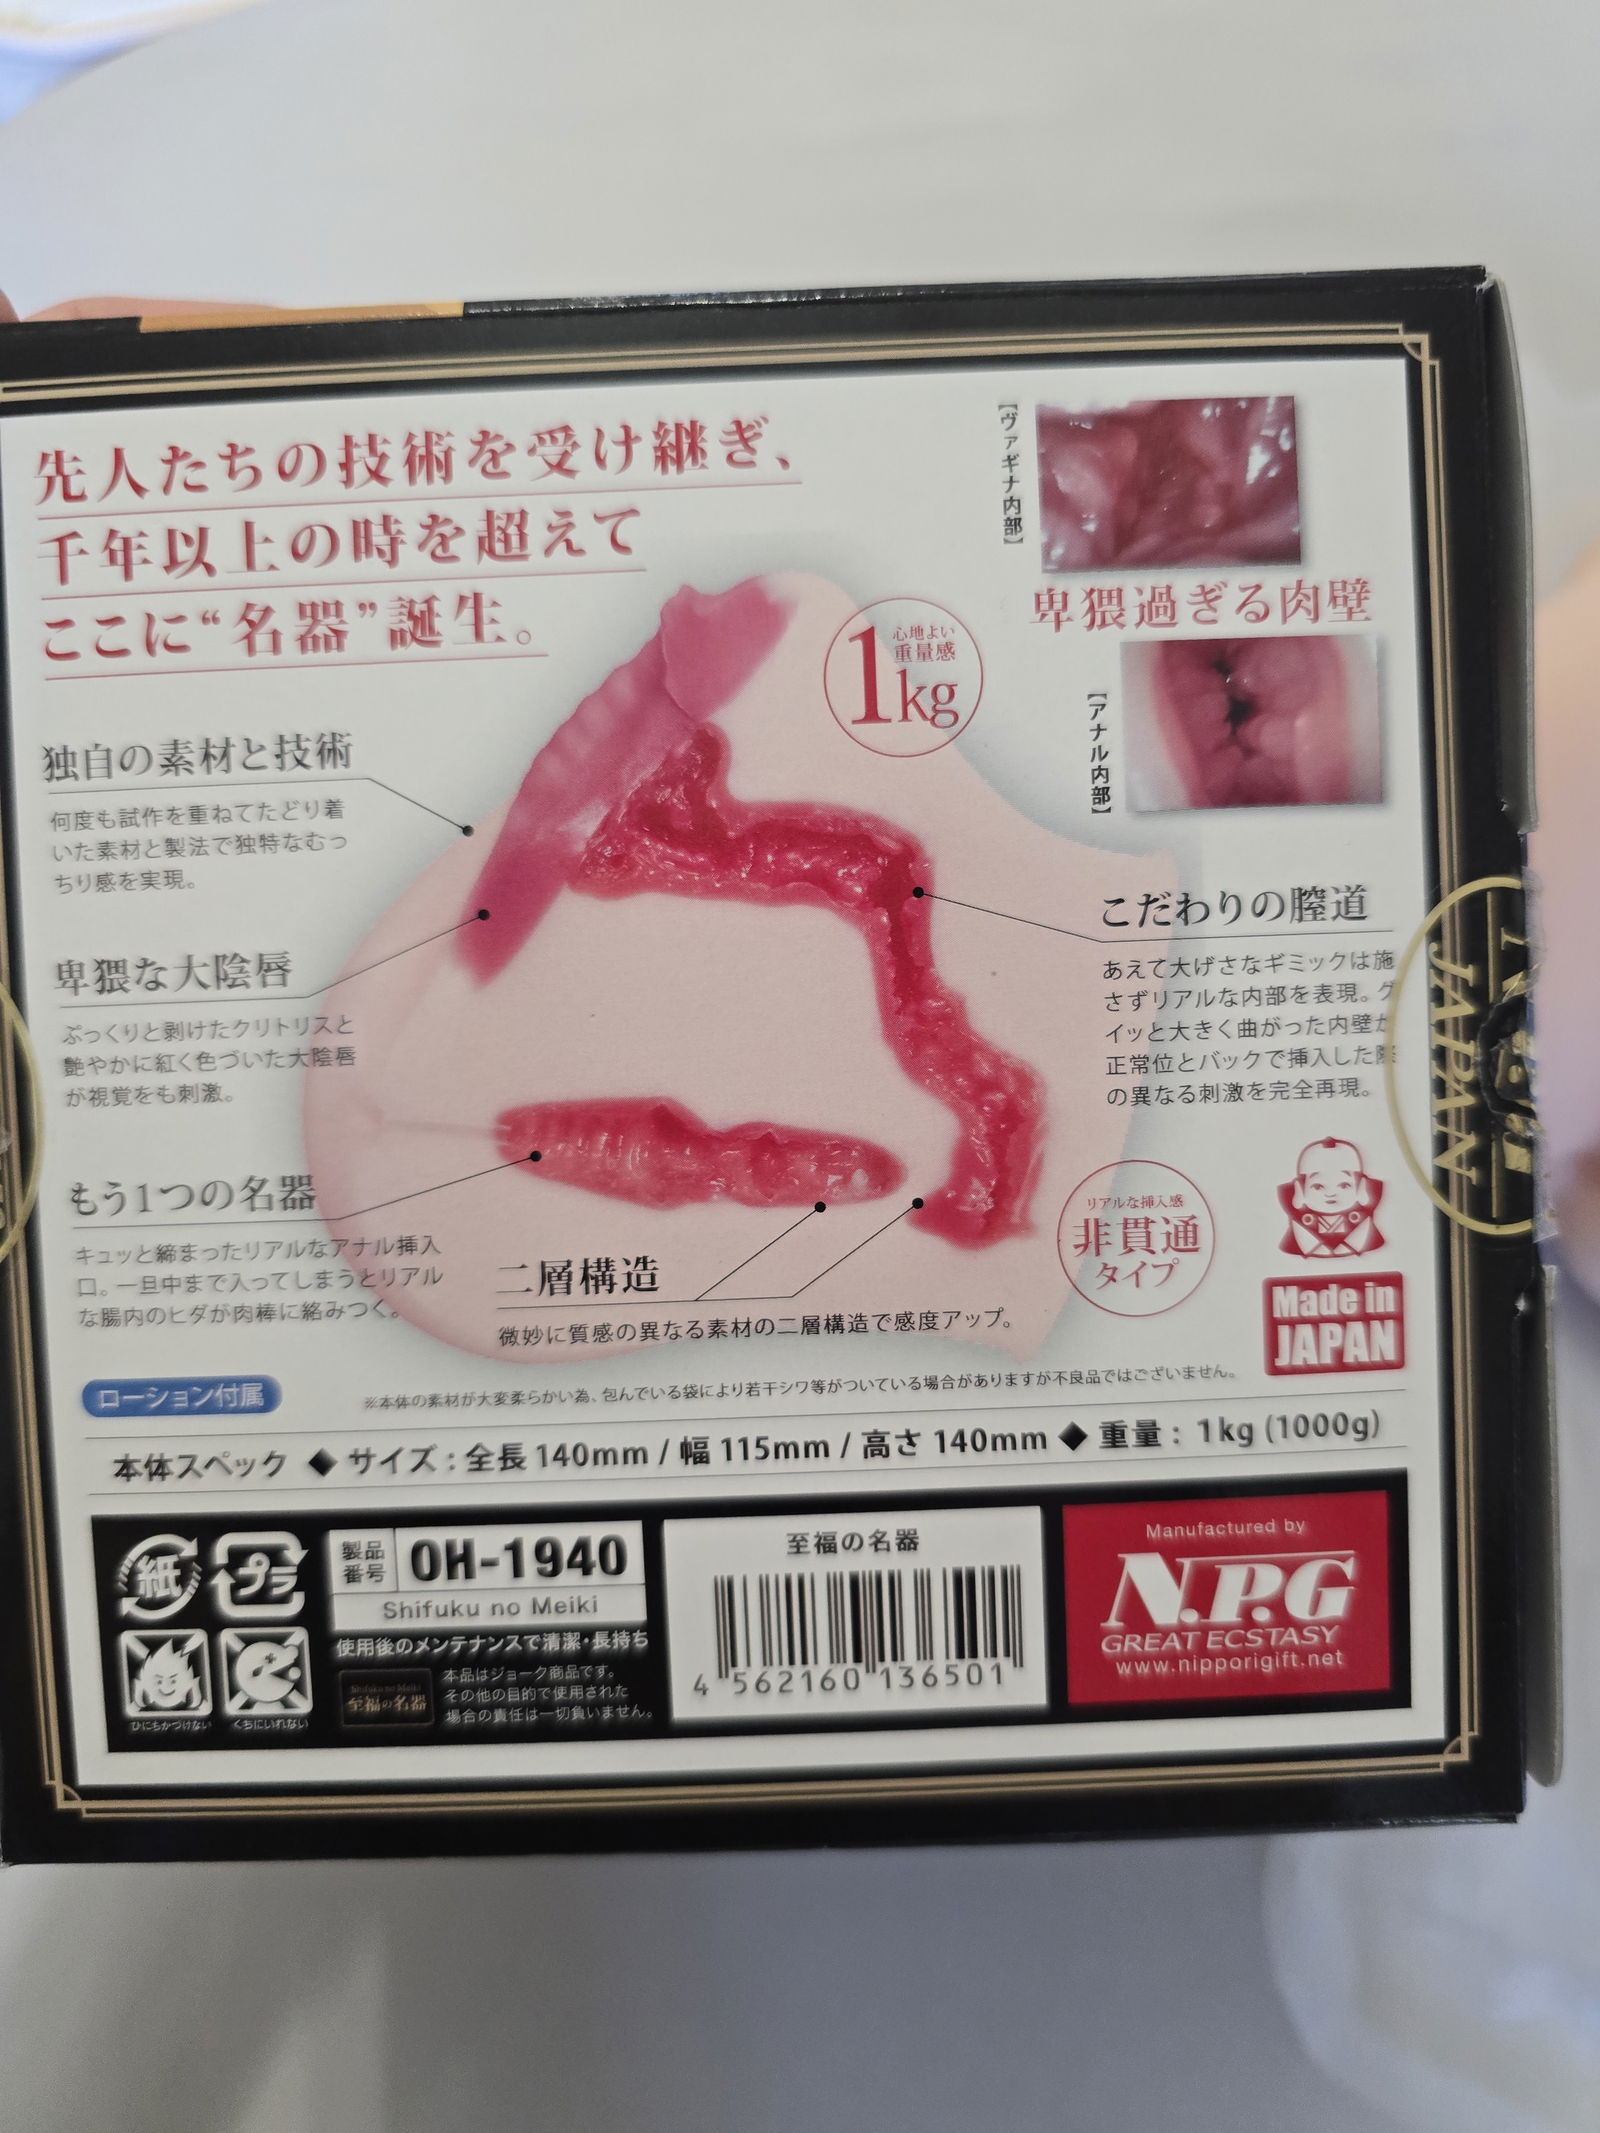 先人たちの技術を受け継ぎ、
千年以上の時を超えて
ここに“名器”誕生。
【ヴァギナ内部】
卑猥過ぎる肉壁
【アナル内部】
心地よい
重量感
1kg
独自の素材と技術
何度も試作を重ねてたどり着
いた素材と製法で独特なむっ
ちり感を実現。
卑猥な大陰唇
ぷっくりと剥けたクリトリスと
艶やかに紅く色づいた大陰唇
が視覚をも刺激。
もう1つの名器
キュッと締まったリアルなアナル挿入
口。一旦中まで入ってしまうとリアル
な腸内のヒダが肉棒に絡みつく。
こだわりの膣道
あえて大げさなギミックは施
さずリアルな内部を表現。グ
イッと大きく曲がった内壁が
正常位とバックで挿入した際
の異なる刺激を完全再現。
二層構造
微妙に質感の異なる素材の二層構造で感度アップ。
リアルな挿入感
非貫通
タイプ
Made in
JAPAN
JAPAN
ローション付属
※本体の素材が大変柔らかい為、包んでいる袋により若干シワ等がついている場合がありますが不良品ではございません。
本体スペック ◆ サイズ：全長 140mm / 幅 115mm / 高さ 140mm ◆ 重量：1kg (1000g)
紙
プラ
ひにちかづけない
くちにいれない
製品
番号
OH-1940
Shifuku no Meiki
使用後のメンテナンスで清潔・長持ち
Shifuku no Meiki
至福の名器
本品はジョーク商品です。
その他の目的で使用された
場合の責任は一切負いません。
至福の名器
4 562160 136501
Manufactured by
N.P.G
GREAT ECSTASY
www.nipporigift.net